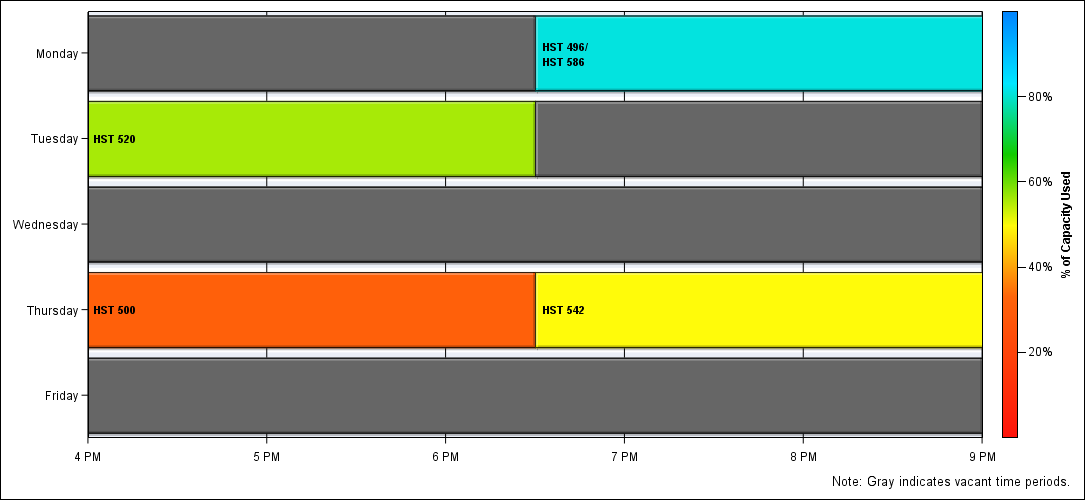 Monday
HST 496/
HST 586
80%
Tuesday
HST 520
60%
Wednesday
% of Capacity Used
40%
Thursday
HST 500
HST 542
20%
Friday
4 PM
5 PM
6 PM
7 PM
8 PM
9 PM
Note: Gray indicates vacant time periods.